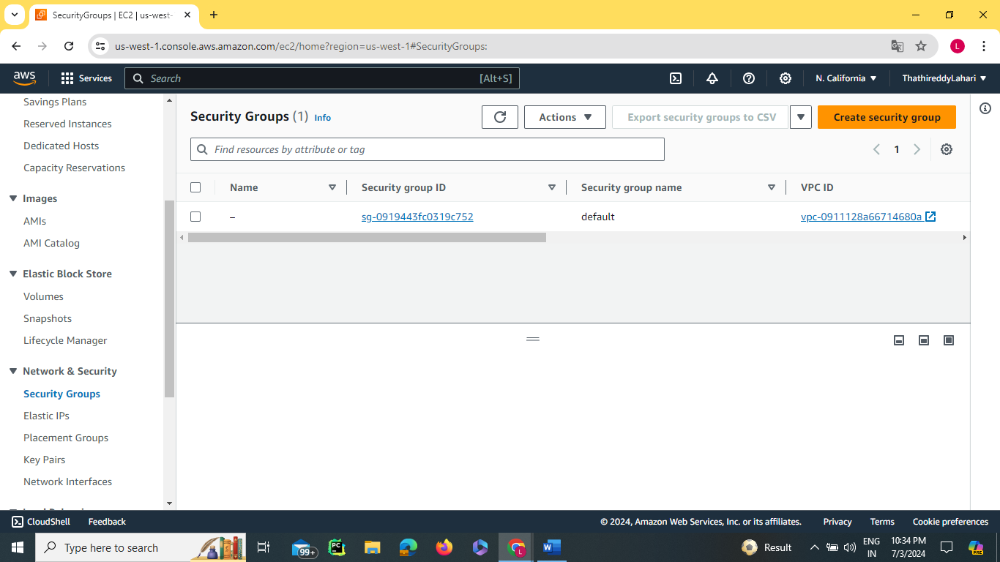 SecurityGroups | EC2 | us-west-
us-west-1.console.aws.amazon.com/ec2/home?region=us-west-1#SecurityGroups:
L
aws
Services
Search
[Alt+S]
N. California
ThathireddyLahari
Savings Plans
Reserved Instances
Dedicated Hosts
Capacity Reservations
Images
AMIs
AMI Catalog
Elastic Block Store
Volumes
Snapshots
Lifecycle Manager
Network & Security
Security Groups
Elastic IPs
Placement Groups
Key Pairs
Network Interfaces
Security Groups (1) Info
Actions
Export security groups to CSV
Create security group
Find resources by attribute or tag
1
Name
Security group ID
Security group name
VPC ID
–
sg-0919443fc0319c752
default
vpc-0911128a66714680a
CloudShell
Feedback
© 2024, Amazon Web Services, Inc. or its affiliates.
Privacy
Terms
Cookie preferences
Type here to search
99+
PC
L
W
Result
ENG
IN
10:34 PM
7/3/2024
PRE